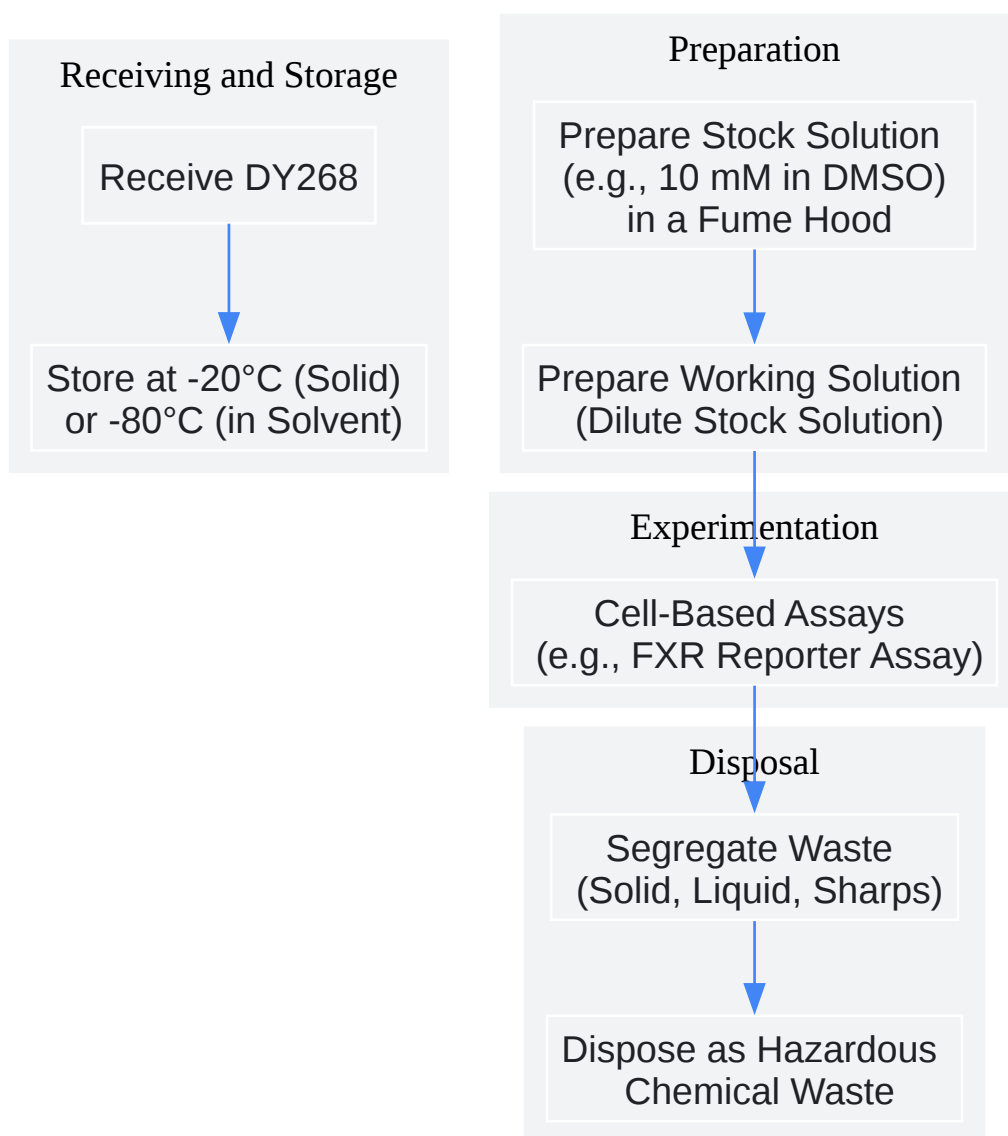 Receiving and Storage
Receive DY268
Store at -20°C (Solid)
or -80°C (in Solvent)
Preparation
Prepare Stock Solution
(e.g., 10 mM in DMSO)
in a Fume Hood
Prepare Working Solution
(Dilute Stock Solution)
Experimentation
Cell-Based Assays
(e.g., FXR Reporter Assay)
Disposal
Segregate Waste
(Solid, Liquid, Sharps)
Dispose as Hazardous
Chemical Waste